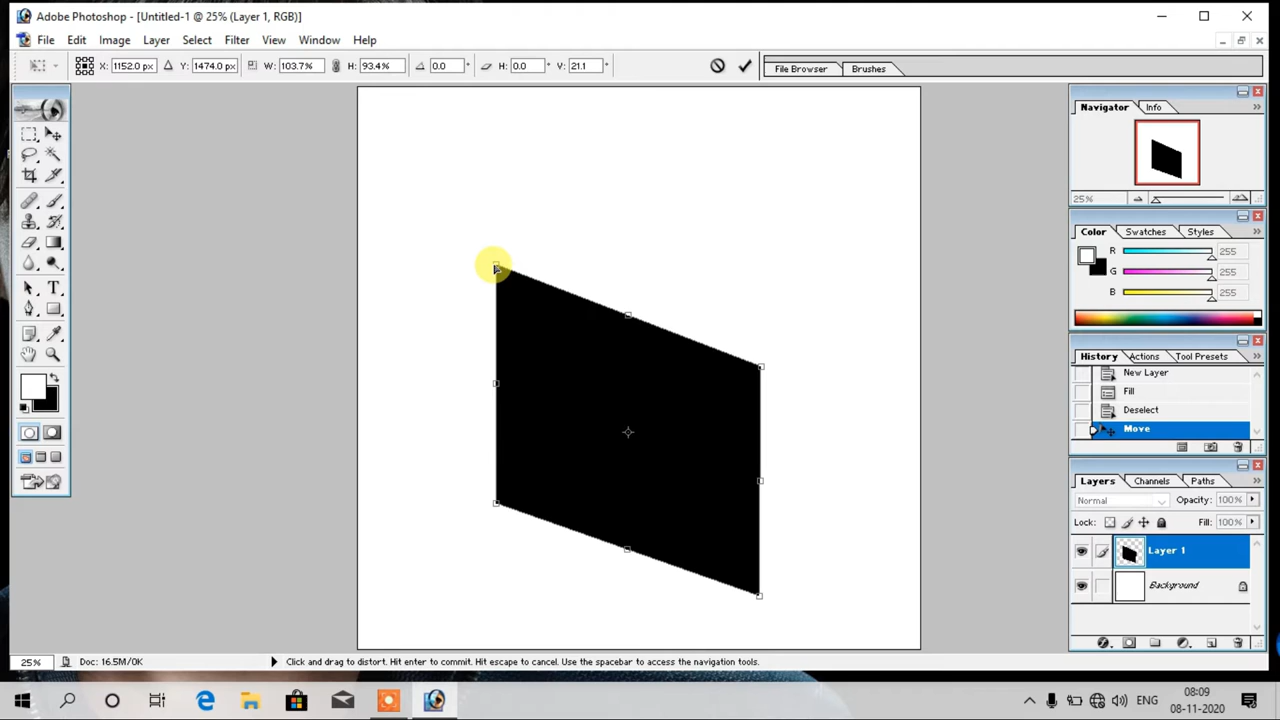 Adobe Photoshop - [Untitled-1 @ 25% (Layer 1, RGB)]
File Edit Image Layer Select Filter View Window Help
X: 1152.0 px Y: 1474.0 px W: 103.7% H: 93.4% 0.0 ° H: 0.0 ° V: 21.1 °
File Browser Brushes
Navigator Info
25%
Color Swatches Styles
R 255
G 255
B 255
History Actions Tool Presets
New Layer
Fill
Deselect
Move
Layers Channels Paths
Normal Opacity: 100%
Lock: Fill: 100%
Layer 1
Background
T
25% Doc: 16.5M/0K Click and drag to distort. Hit enter to commit. Hit escape to cancel. Use the spacebar to access the navigation tools.
ENG
08:09
08-11-2020